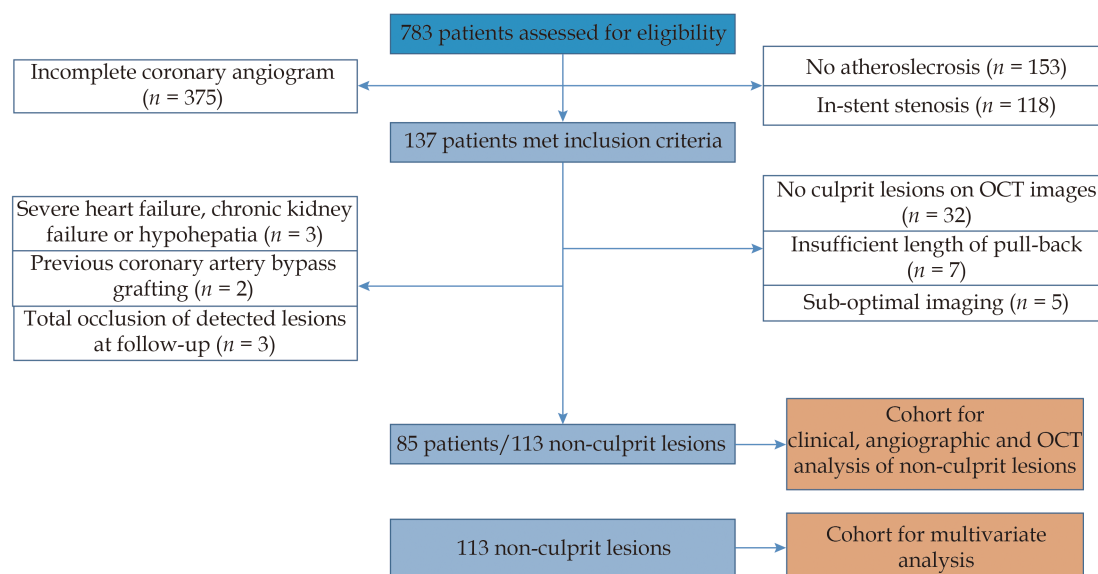 783 patients assessed for eligibility
Incomplete coronary angiogram
(n = 375)
No atheroslecrosis (n = 153)
In-stent stenosis (n = 118)
137 patients met inclusion criteria
Severe heart failure, chronic kidney
failure or hypohepatia (n = 3)
Previous coronary artery bypass
grafting (n = 2)
Total occlusion of detected lesions
at follow-up (n = 3)
No culprit lesions on OCT images
(n = 32)
Insufficient length of pull-back
(n = 7)
Sub-optimal imaging (n = 5)
85 patients/113 non-culprit lesions
Cohort for
clinical, angiographic and OCT
analysis of non-culprit lesions
113 non-culprit lesions
Cohort for multivariate
analysis